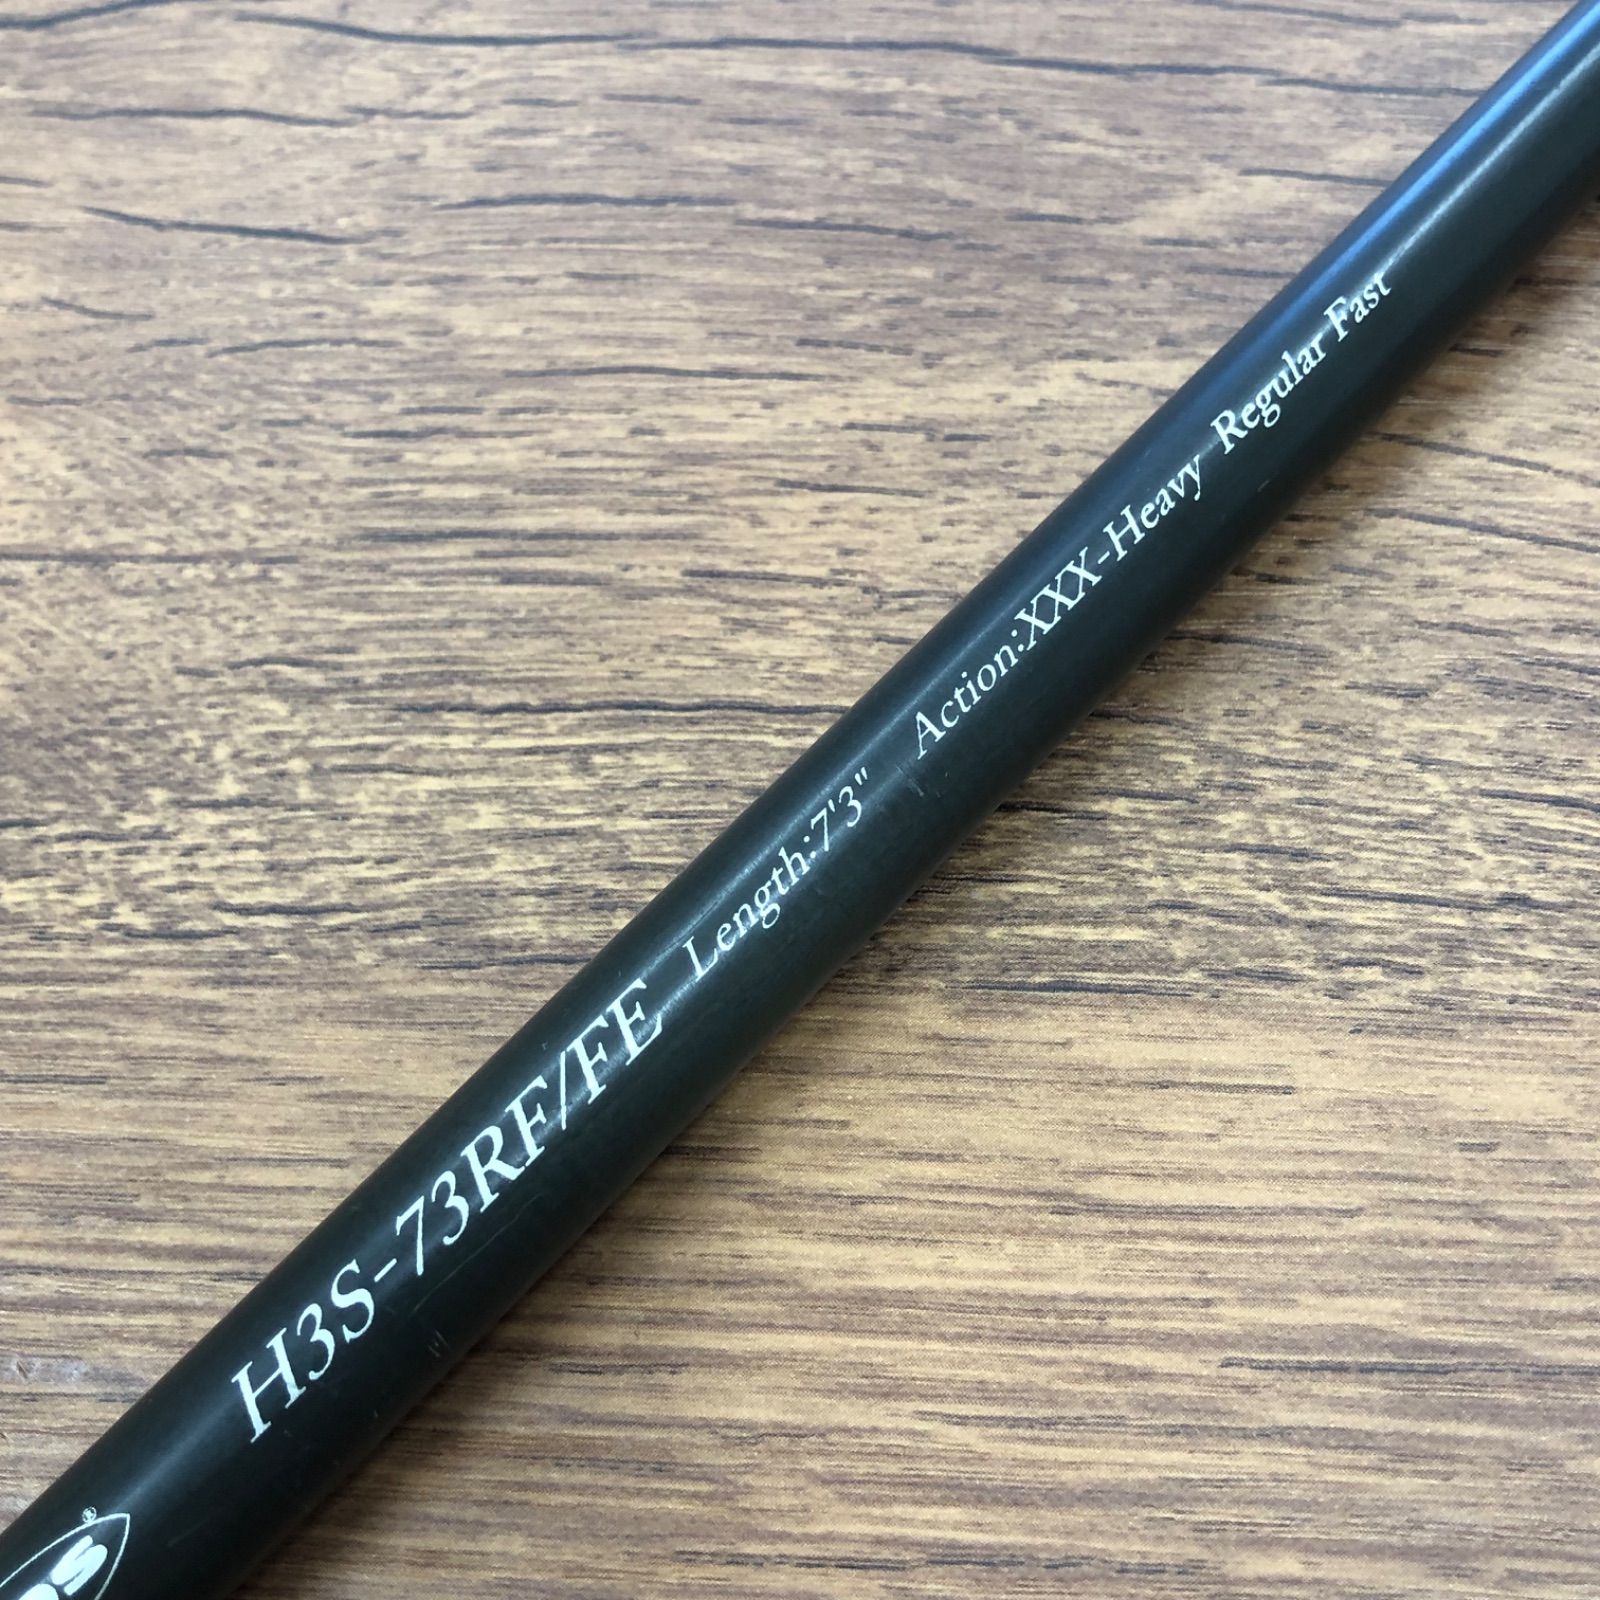 H3S-73RF/FE Length:7'3" Action:XXX-Heavy Regular Fast
®